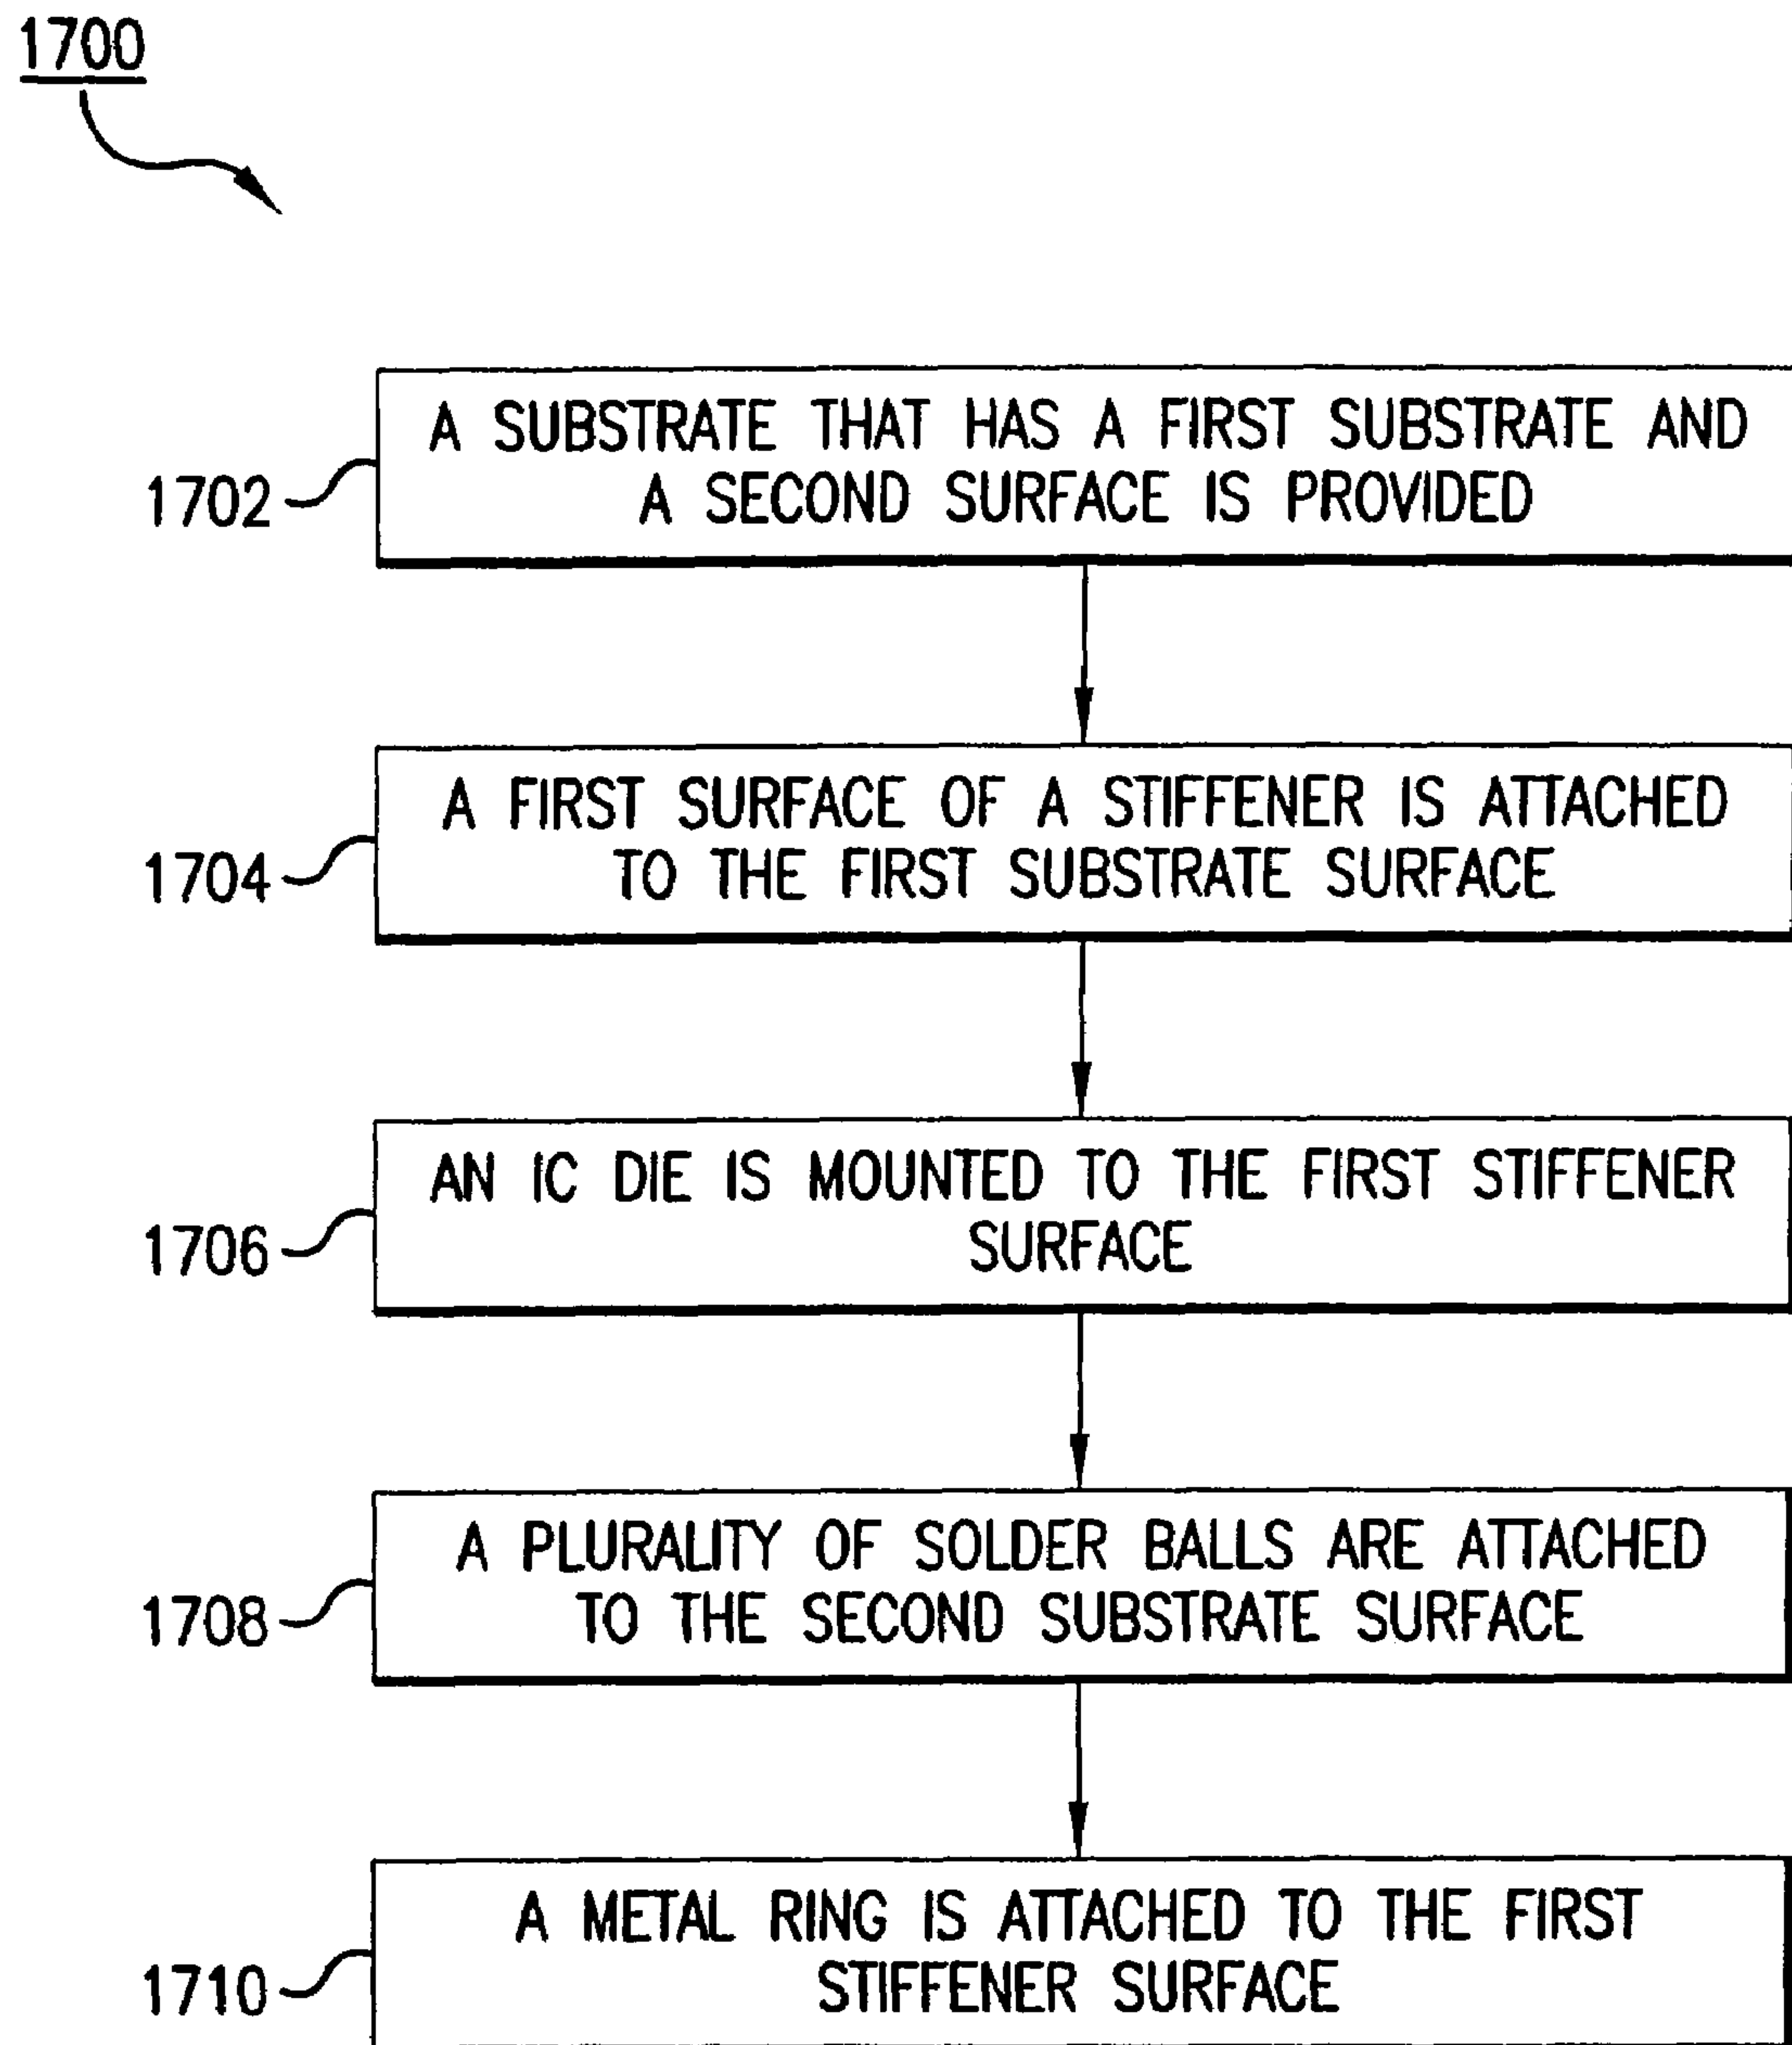 1700
A SUBSTRATE THAT HAS A FIRST SUBSTRATE AND
A SECOND SURFACE IS PROVIDED
1702
A FIRST SURFACE OF A STIFFENER IS ATTACHED
TO THE FIRST SUBSTRATE SURFACE
1704
AN IC DIE IS MOUNTED TO THE FIRST STIFFENER
SURFACE
1706
A PLURALITY OF SOLDER BALLS ARE ATTACHED
TO THE SECOND SUBSTRATE SURFACE
1708
A METAL RING IS ATTACHED TO THE FIRST
STIFFENER SURFACE
1710